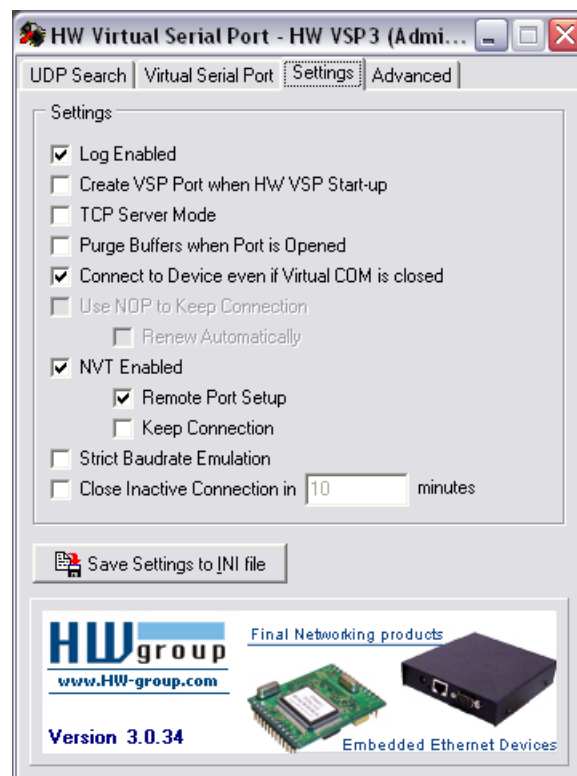 HW Virtual Serial Port - HW VSP3 (Admi...
UDP Search
Virtual Serial Port
Settings
Advanced
Settings
Log Enabled
Create VSP Port when HW VSP Start-up
TCP Server Mode
Purge Buffers when Port is Opened
Connect to Device even if Virtual COM is closed
Use NOP to Keep Connection
Renew Automatically
NVT Enabled
Remote Port Setup
Keep Connection
Strict Baudrate Emulation
Close Inactive Connection in 10 minutes
Save Settings to INI file
HW group
www.HW-group.com
Version 3.0.34
Final Networking products
Embedded Ethernet Devices